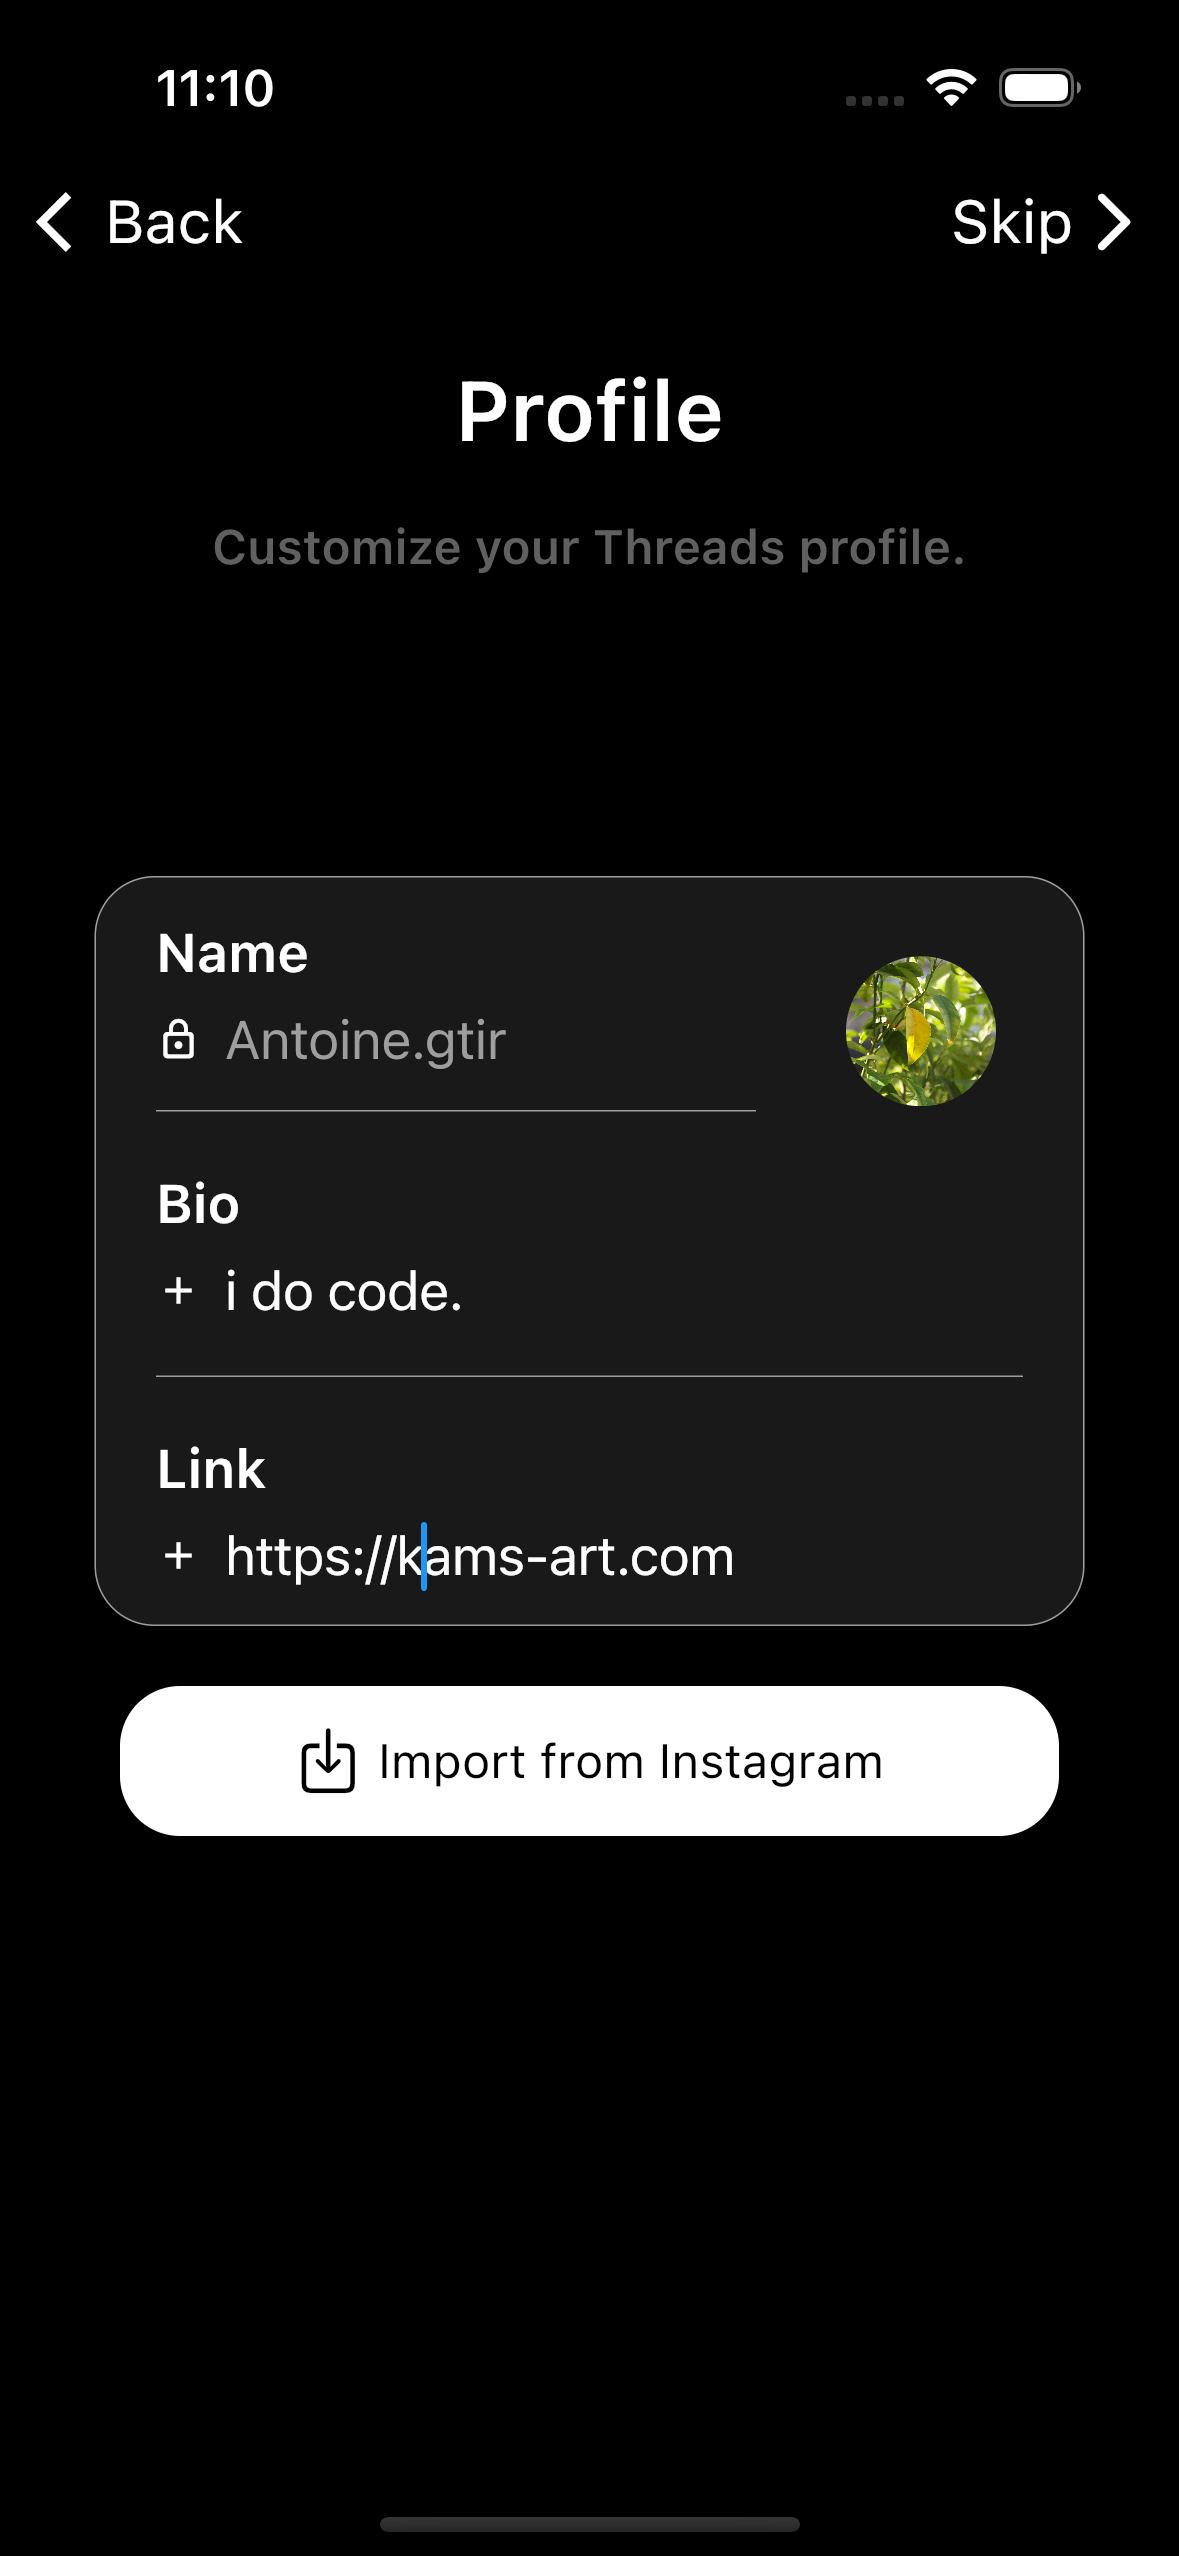 11:10
Back
Skip
Profile
Customize your Threads profile.
Name
Antoine.gtir
Bio
+ i do code.
Link
+ https://kams-art.com
Import from Instagram